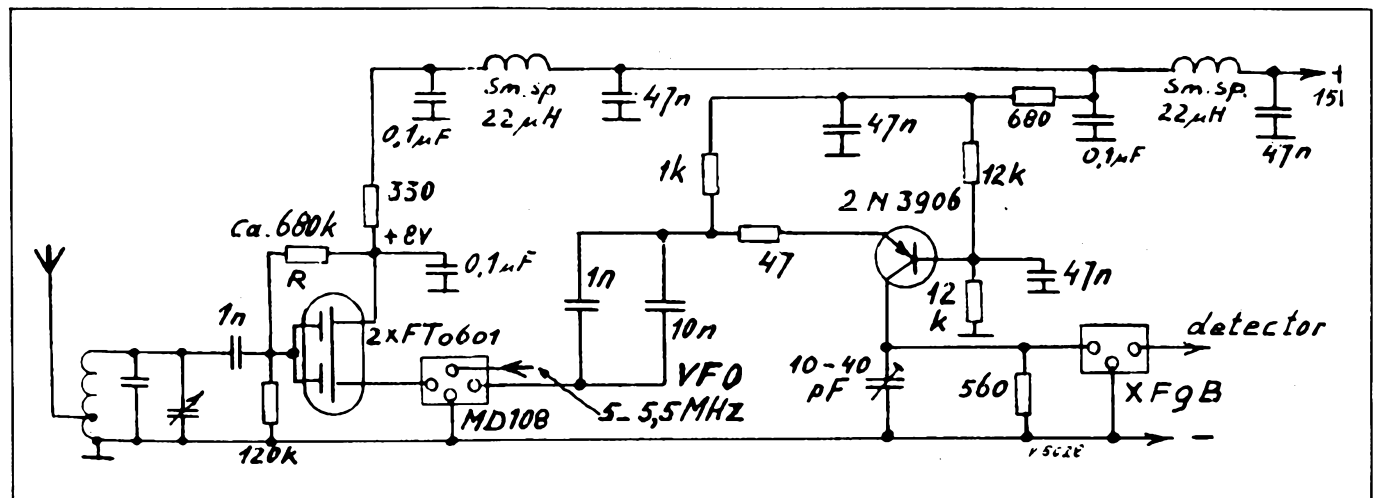 Sm.sp
22µH
0,1µF
47n
Sm.sp.
22µH
+
15
47n
680
0,1µF
47n
1k
12k
330
ca. 680k
R
+8V
0,1µF
2N3906
47
1n
10n
47n
12
k
1n
2xFT0601
VFO
MD108
5-5,5MHz
10-40
pF
560
XF9B
detector
120k
-